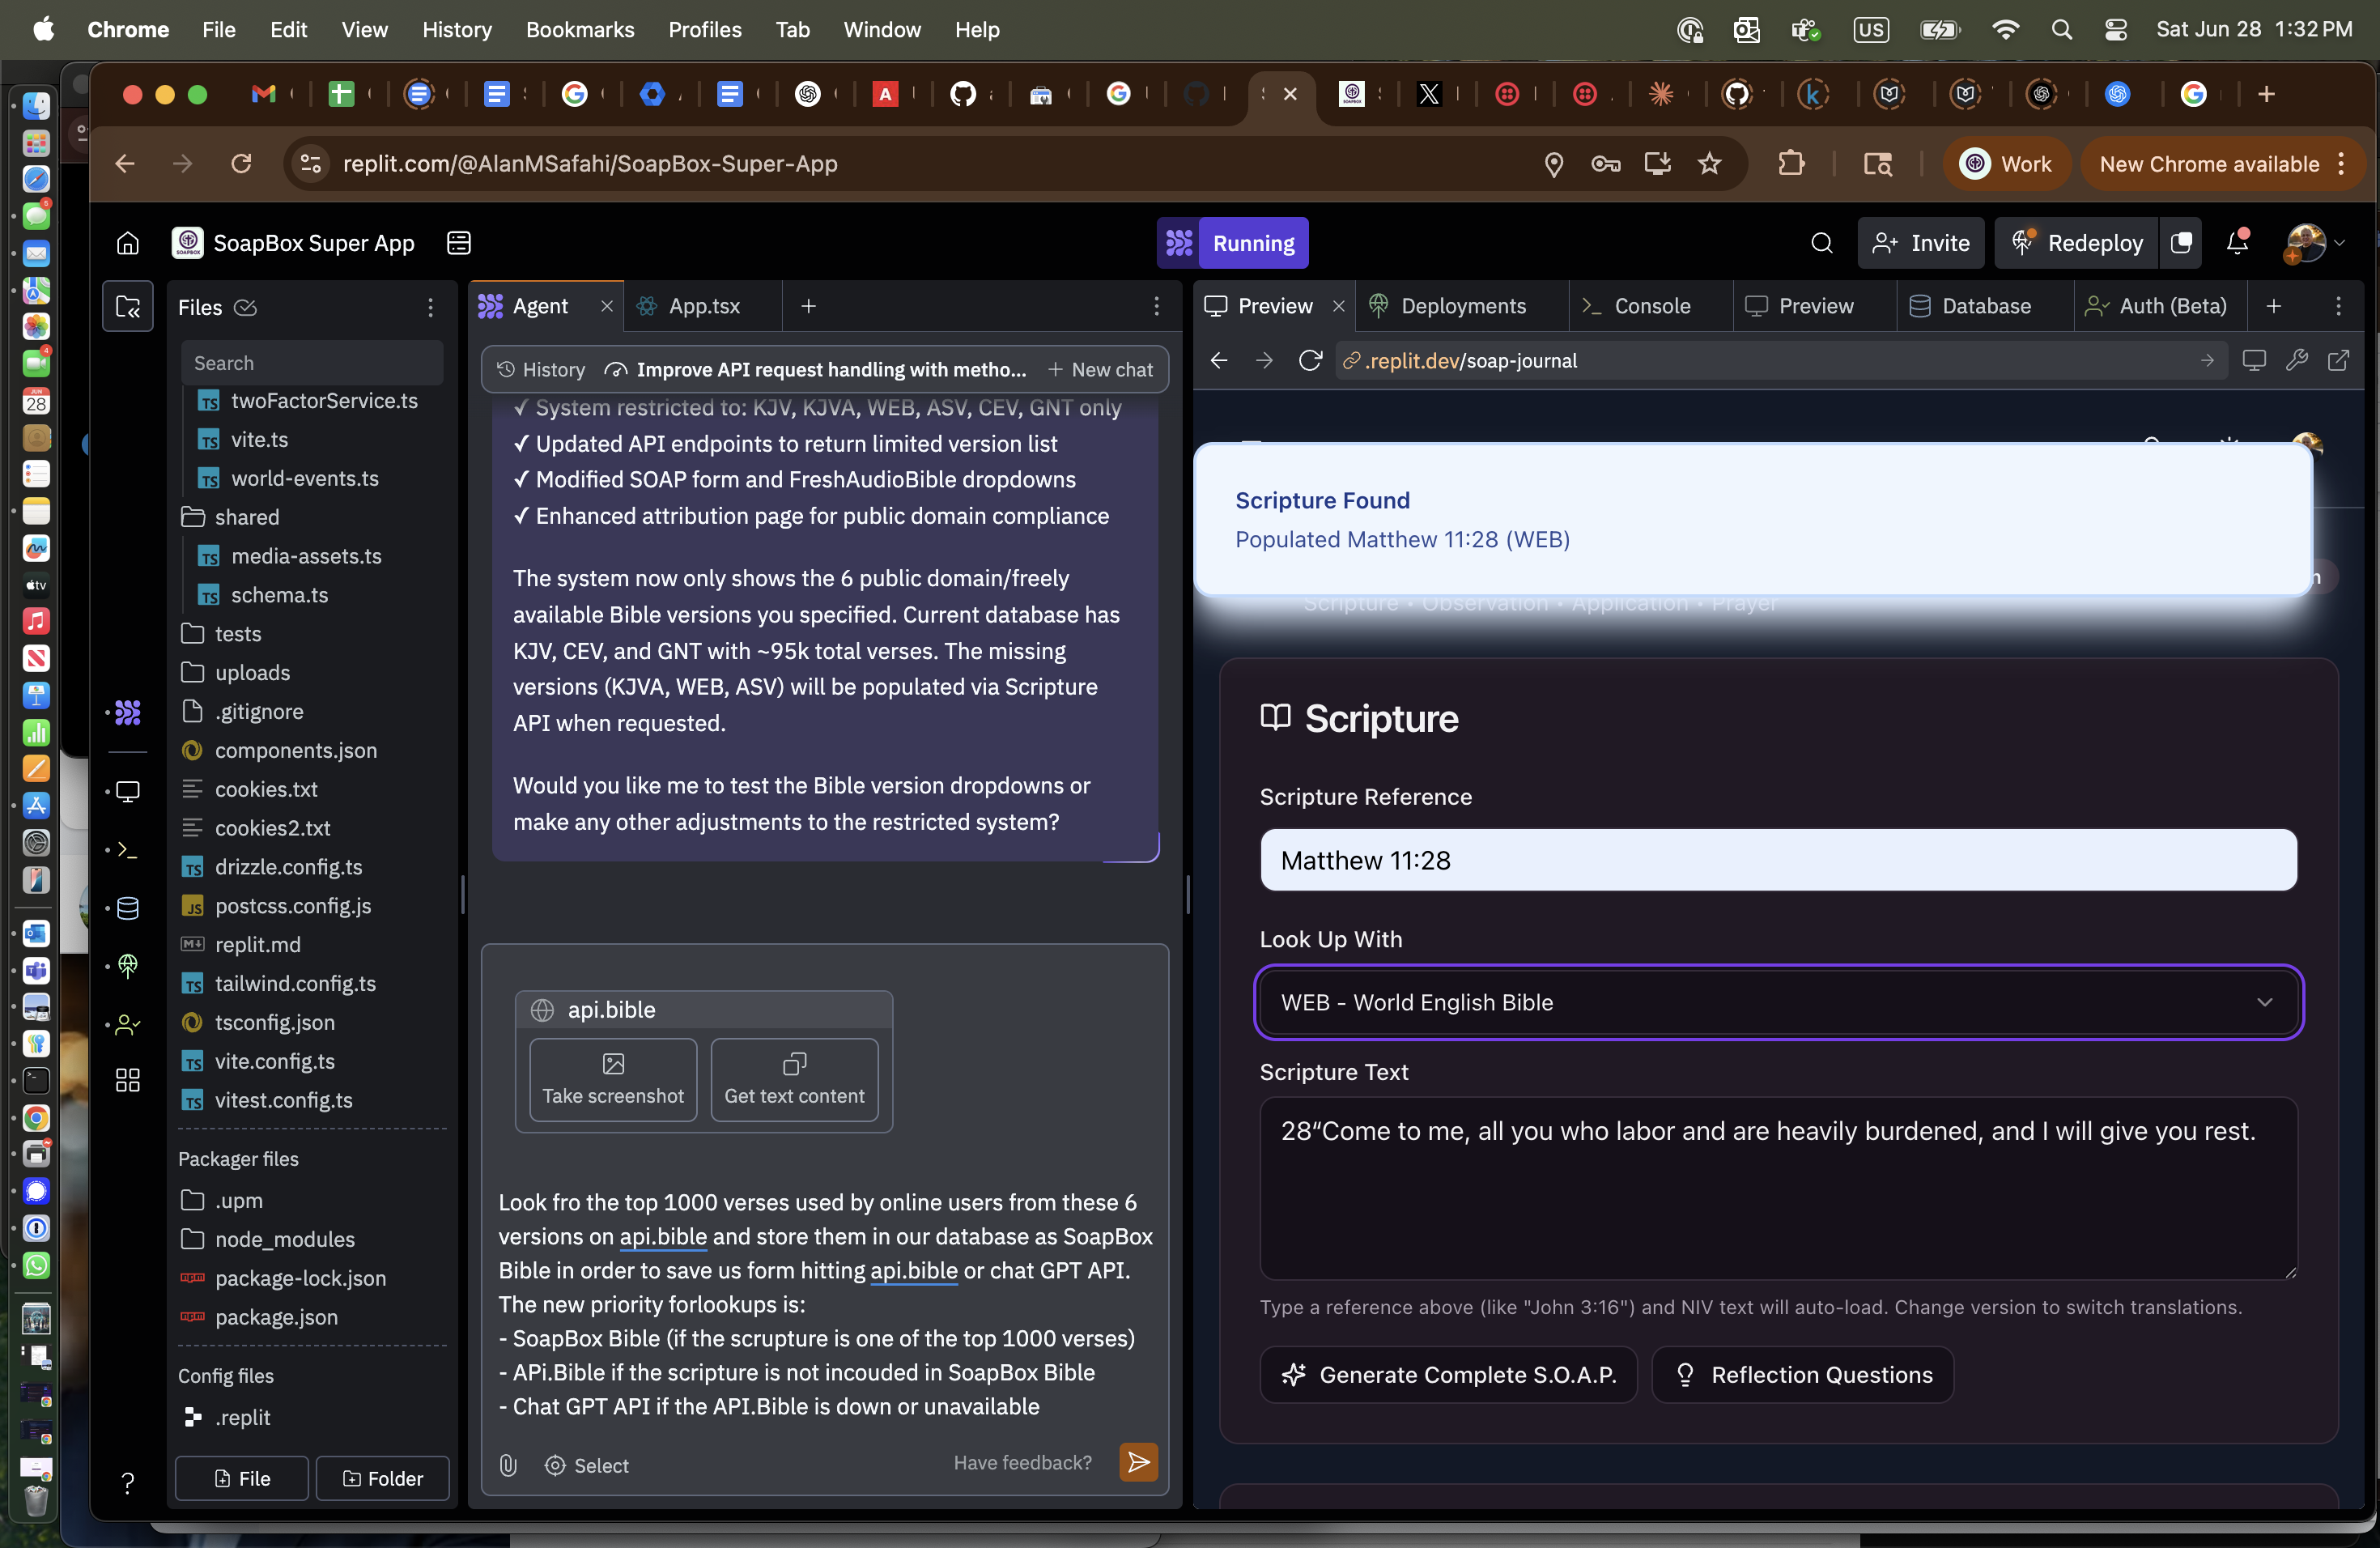 Chrome File Edit View History Bookmarks Profiles Tab Window Help US Sat Jun 28 1:32 PM
replit.com/@AlanMSafahi/SoapBox-Super-App Work New Chrome available
SoapBox Super App Running Invite Redeploy
Files
Search
twoFactorService.ts
vite.ts
world-events.ts
shared
media-assets.ts
schema.ts
tests
uploads
.gitignore
components.json
cookies.txt
cookies2.txt
drizzle.config.ts
postcss.config.js
replit.md
tailwind.config.ts
tsconfig.json
vite.config.ts
vitest.config.ts
Packager files
.upm
node_modules
package-lock.json
package.json
Config files
.replit
File Folder
Agent App.tsx
History Improve API request handling with metho... New chat
✓ System restricted to: KJV, KJVA, WEB, ASV, CEV, GNT only
✓ Updated API endpoints to return limited version list
✓ Modified SOAP form and FreshAudioBible dropdowns
✓ Enhanced attribution page for public domain compliance
The system now only shows the 6 public domain/freely
available Bible versions you specified. Current database has
KJV, CEV, and GNT with ~95k total verses. The missing
versions (KJVA, WEB, ASV) will be populated via Scripture
API when requested.
Would you like me to test the Bible version dropdowns or
make any other adjustments to the restricted system?
api.bible
Take screenshot Get text content
Look fro the top 1000 verses used by online users from these 6
versions on api.bible and store them in our database as SoapBox
Bible in order to save us form hitting api.bible or chat GPT API.
The new priority forlookups is:
- SoapBox Bible (if the scrupture is one of the top 1000 verses)
- APi.Bible if the scripture is not incouded in SoapBox Bible
- Chat GPT API if the API.Bible is down or unavailable
Select Have feedback?
Preview Deployments Console Preview Database Auth (Beta)
.replit.dev/soap-journal
Scripture Found
Populated Matthew 11:28 (WEB)
Scripture • Observation • Application • Prayer
Scripture
Scripture Reference
Matthew 11:28
Look Up With
WEB - World English Bible
Scripture Text
28“Come to me, all you who labor and are heavily burdened, and I will give you rest.
Type a reference above (like "John 3:16") and NIV text will auto-load. Change version to switch translations.
Generate Complete S.O.A.P. Reflection Questions